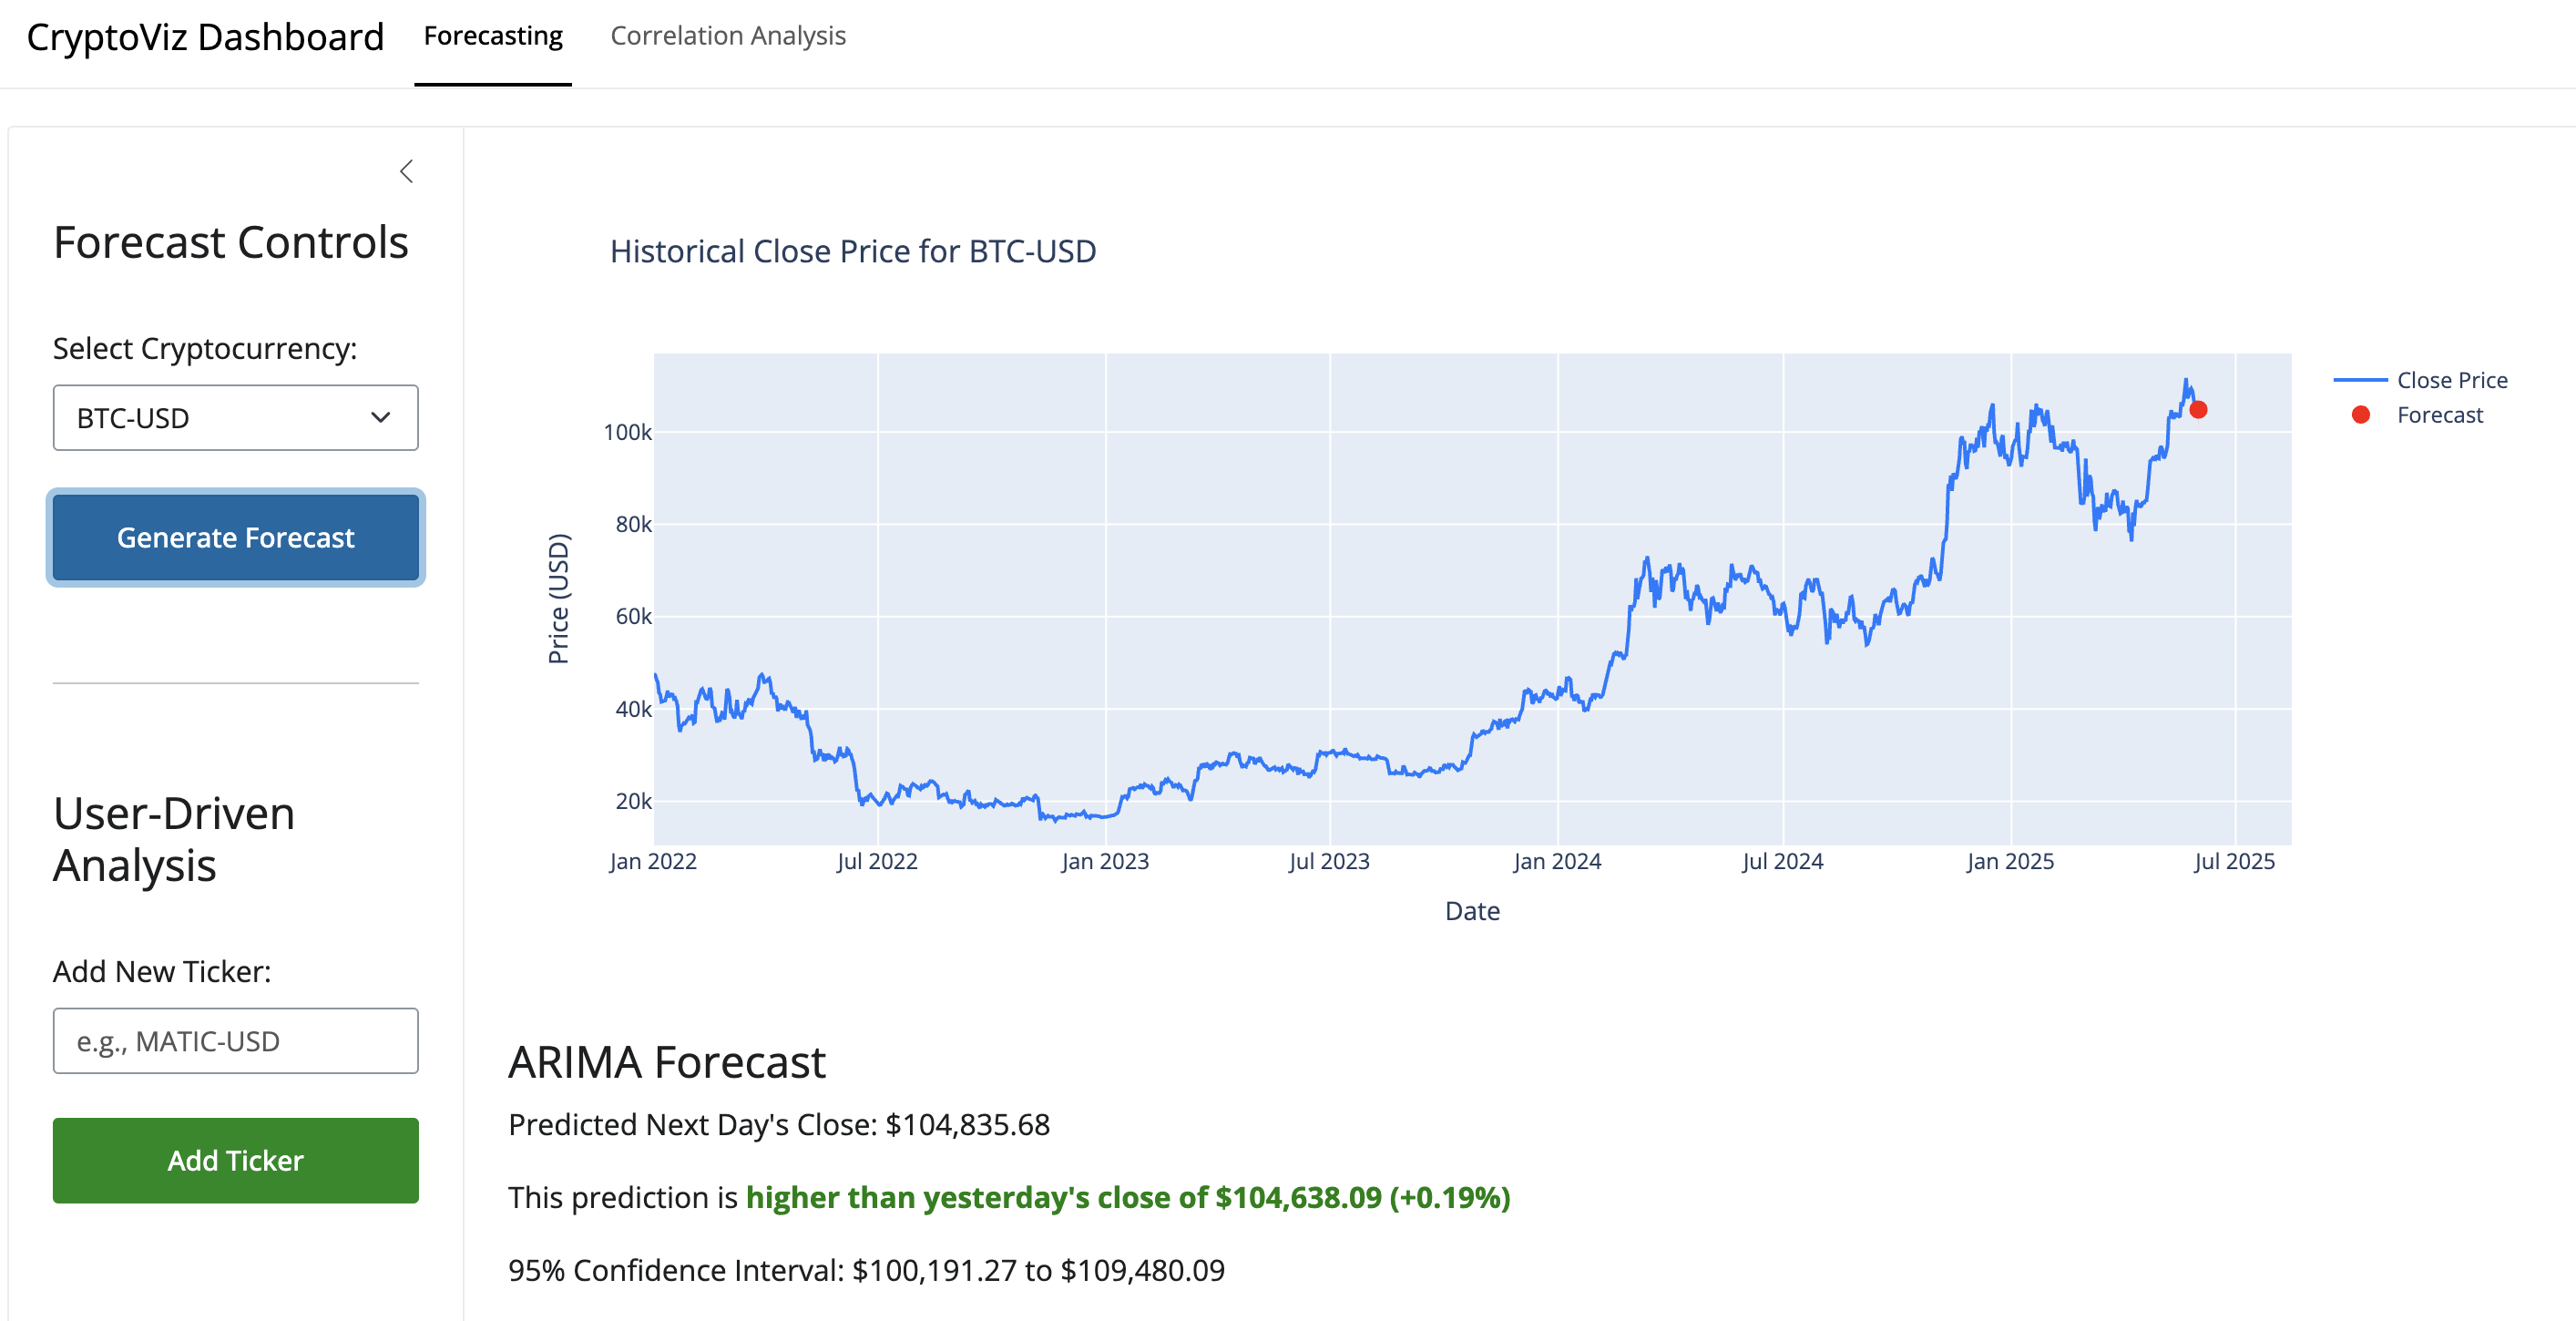 CryptoViz Dashboard
Forecasting
Correlation Analysis
Forecast Controls
Select Cryptocurrency:
BTC-USD
Generate Forecast
User-Driven
Analysis
Add New Ticker:
e.g., MATIC-USD
Add Ticker
Historical Close Price for BTC-USD
Close Price
Forecast
Price (USD)
100k
80k
60k
40k
20k
Jan 2022
Jul 2022
Jan 2023
Jul 2023
Jan 2024
Jul 2024
Jan 2025
Jul 2025
Date
ARIMA Forecast
Predicted Next Day's Close: $104,835.68
This prediction is higher than yesterday's close of $104,638.09 (+0.19%)
95% Confidence Interval: $100,191.27 to $109,480.09